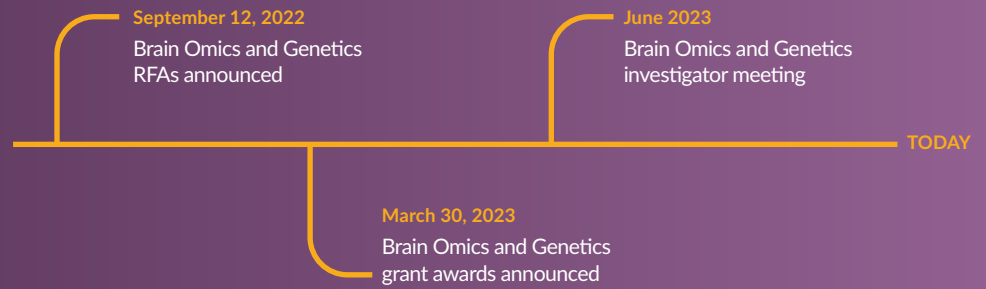 September 12, 2022
Brain Omics and Genetics
RFAs announced
June 2023
Brain Omics and Genetics
investigator meeting
TODAY
March 30, 2023
Brain Omics and Genetics
grant awards announced